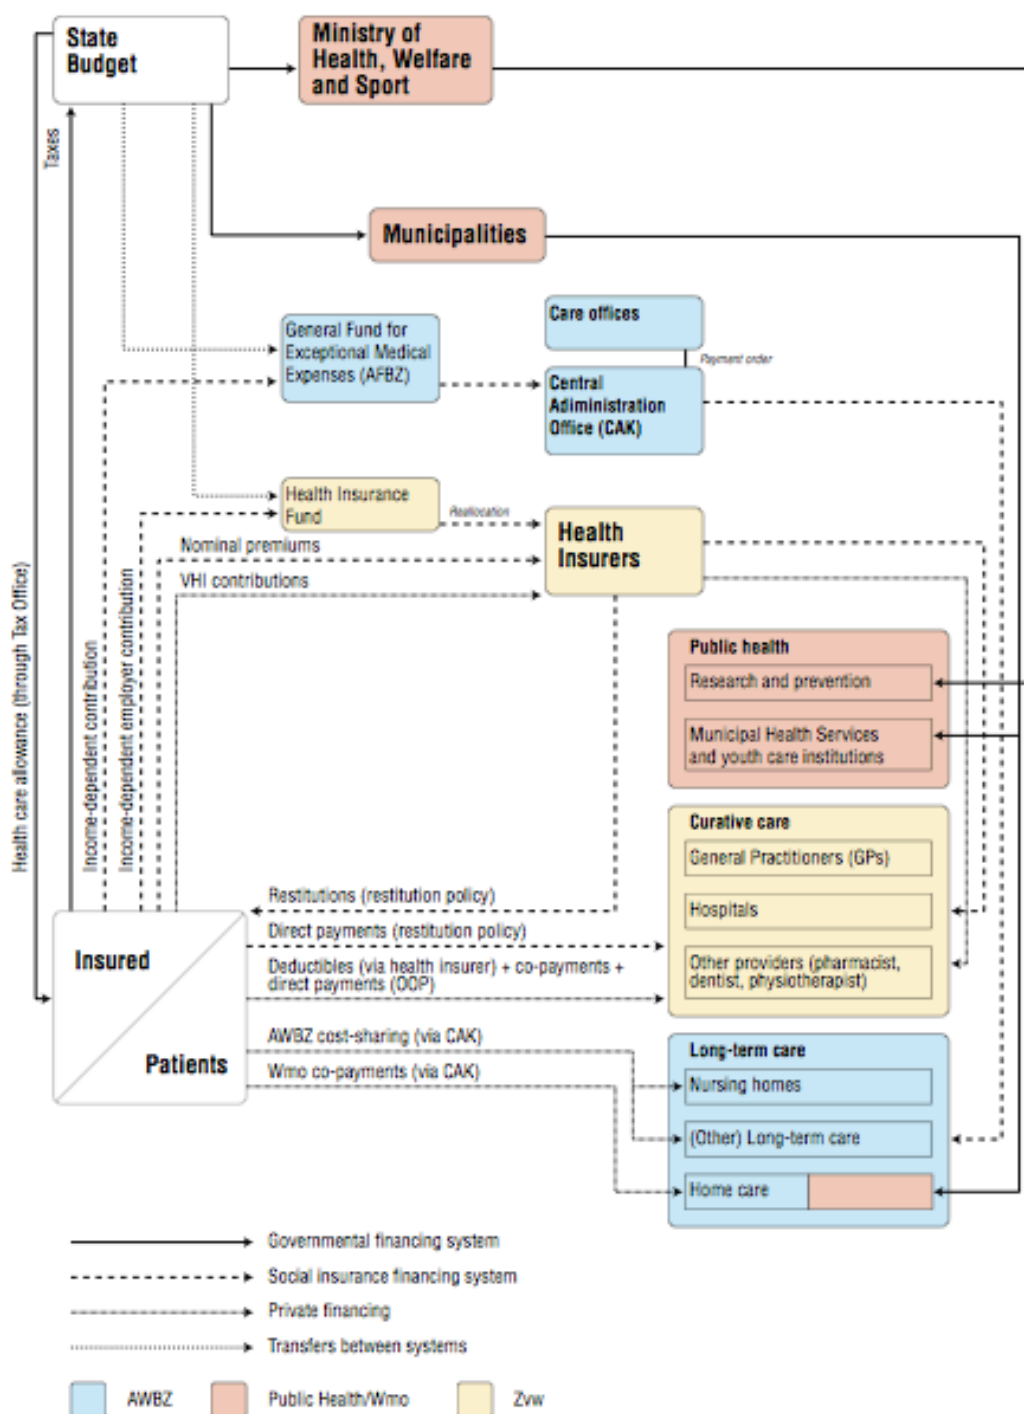 State
Budget
Ministry of
Health, Welfare
and Sport
Taxes
Municipalities
General Fund for
Exceptional Medical
Expenses (AFBZ)
Care offices
Payment order
Central
Adiministration
Office (CAK)
Health Insurance
Fund
Reallocation
Health
Insurers
Nominal premiums
VHI contributions
Health care allowance (through Tax Office)
Income-dependent contribution
Income-dependent employer contribution
Public health
Research and prevention
Municipal Health Services
and youth care institutions
Curative care
General Practitioners (GPs)
Hospitals
Other providers (pharmacist,
dentist, physiotherapist)
Restitutions (restitution policy)
Direct payments (restitution policy)
Deductibles (via health insurer) + co-payments +
direct payments (OOP)
Insured
Patients
AWBZ cost-sharing (via CAK)
Wmo co-payments (via CAK)
Long-term care
Nursing homes
(Other) Long-term care
Home care
Governmental financing system
Social insurance financing system
Private financing
Transfers between systems
AWBZ
Public Health/Wmo
Zvw